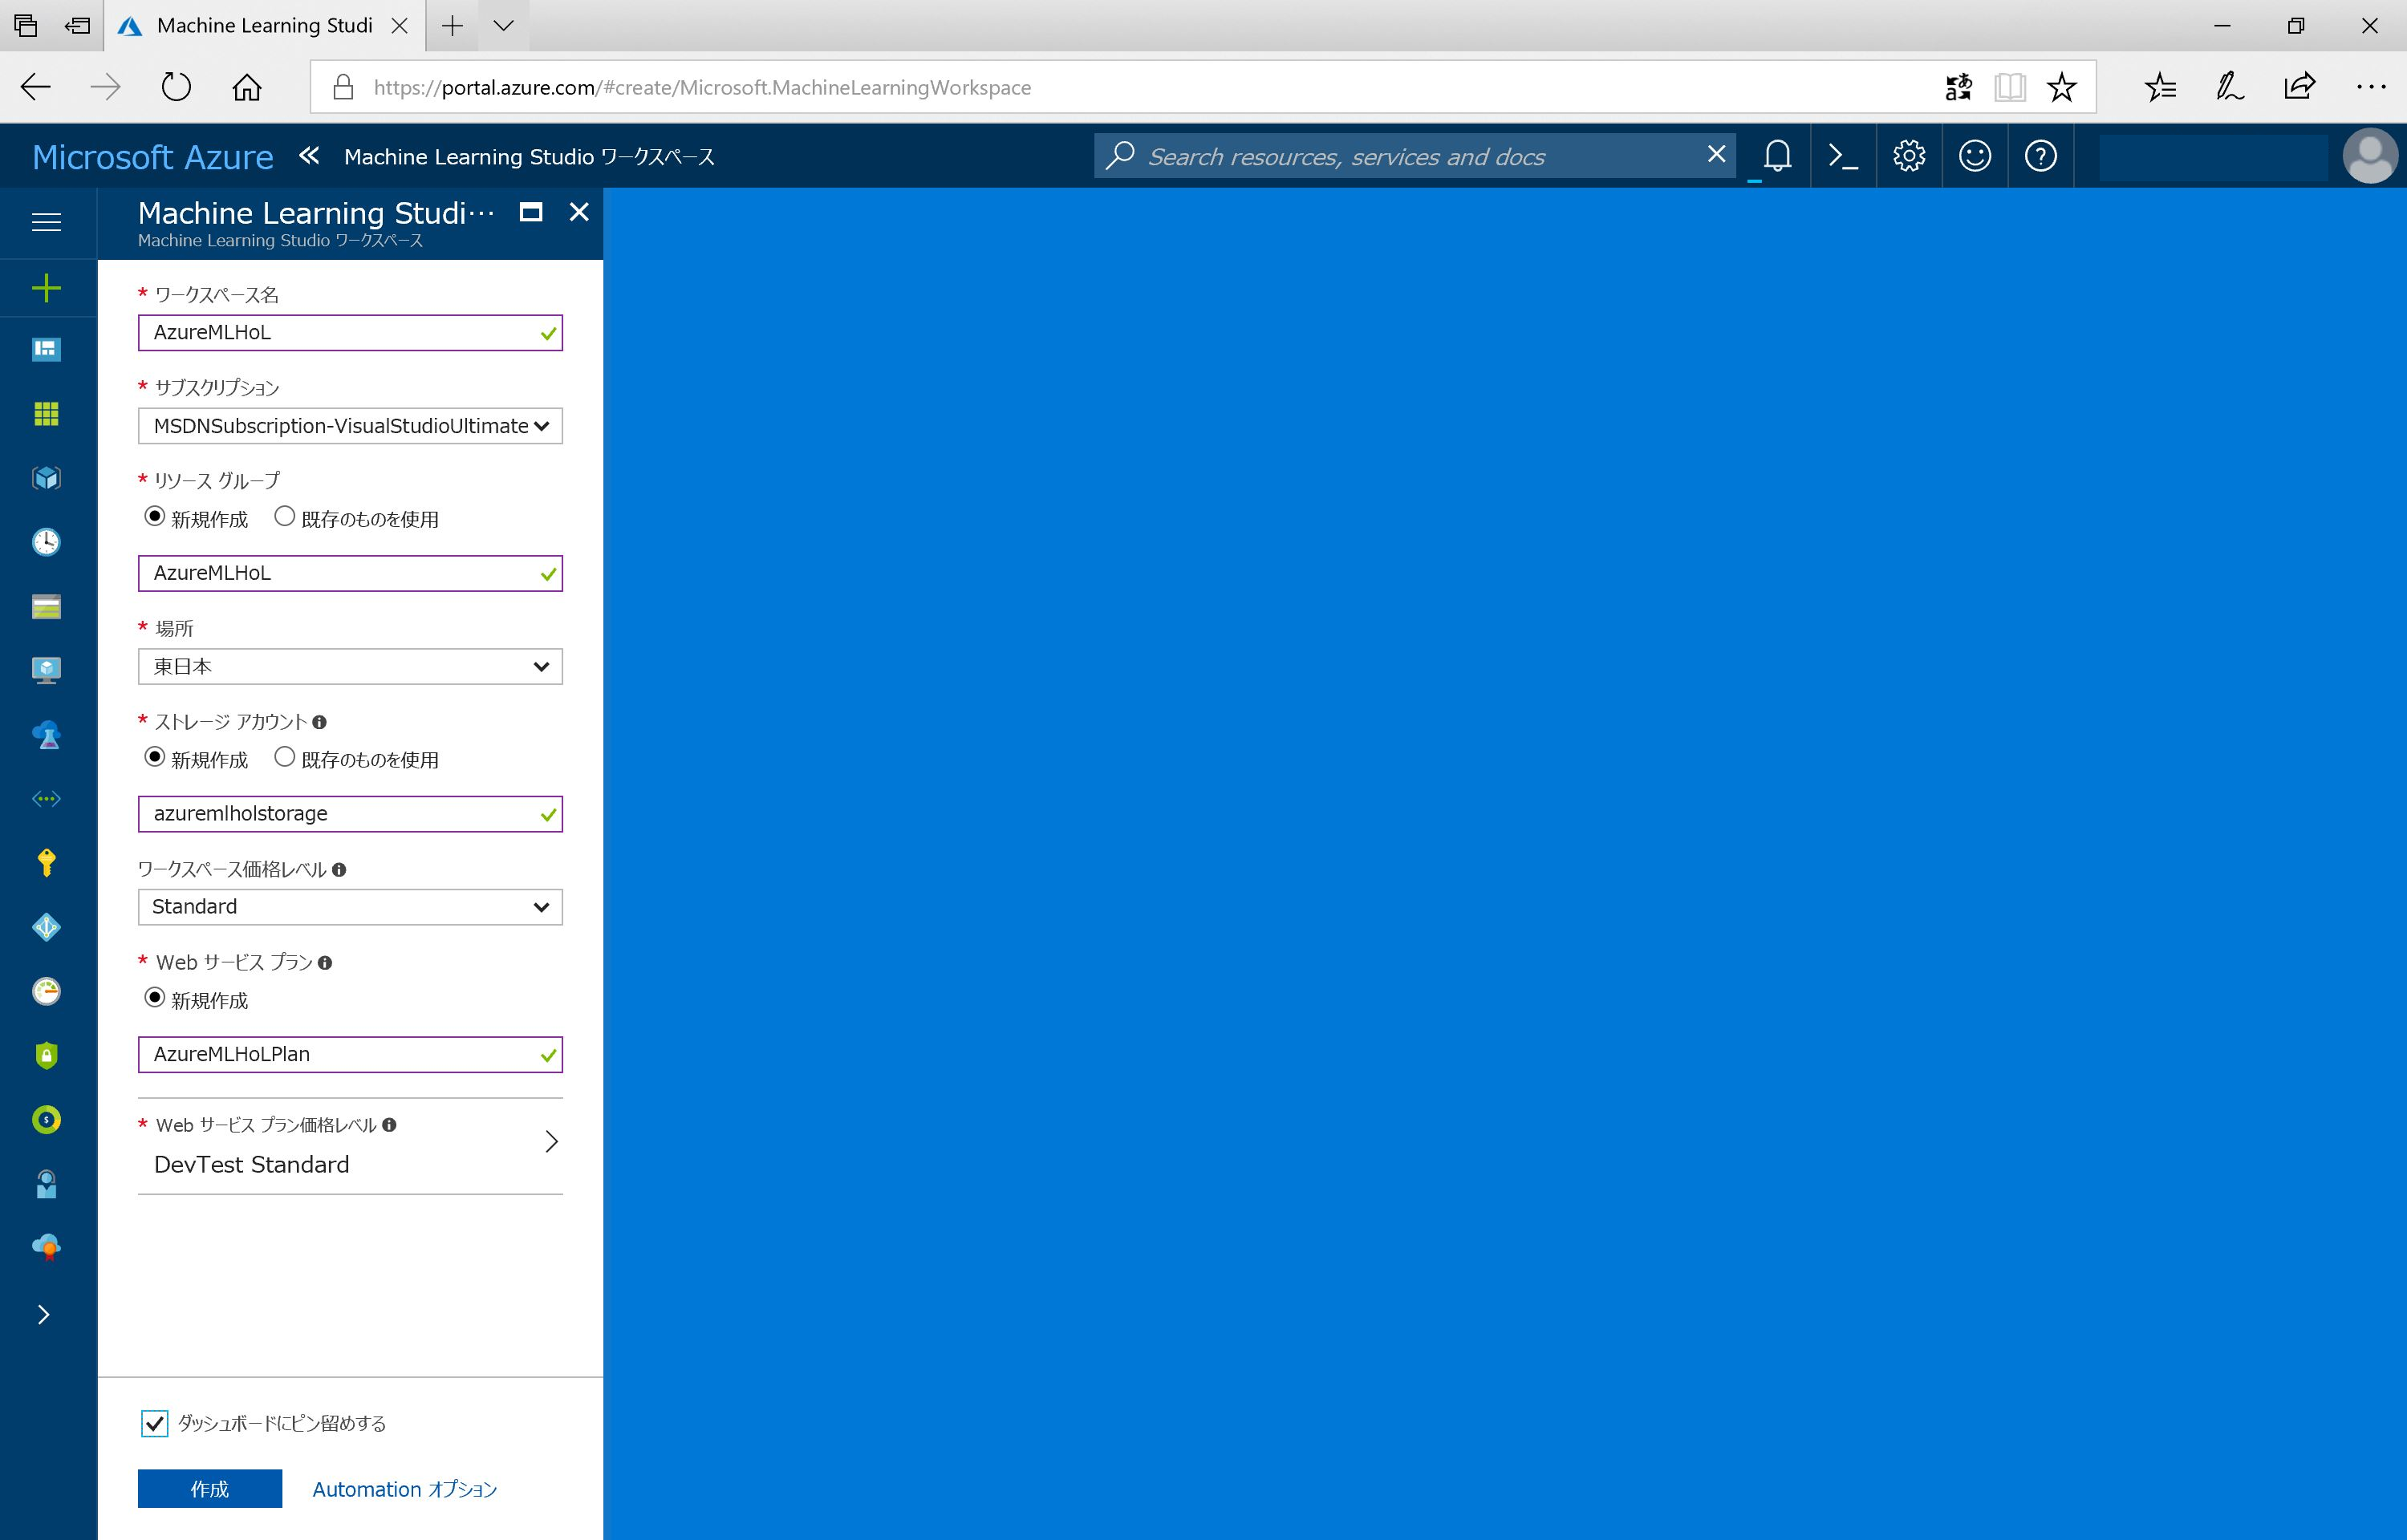 Machine Learning Studi
https://portal.azure.com/#create/Microsoft.MachineLearningWorkspace
Microsoft Azure
Machine Learning Studio ワークスペース
Search resources, services and docs
Machine Learning Studi…
Machine Learning Studio ワークスペース
* ワークスペース名
AzureMLHoL
* サブスクリプション
MSDNSubscription-VisualStudioUltimate
* リソース グループ
新規作成 既存のものを使用
AzureMLHoL
* 場所
東日本
* ストレージ アカウント
新規作成 既存のものを使用
azuremlholstorage
ワークスペース価格レベル
Standard
* Web サービス プラン
新規作成
AzureMLHoLPlan
* Web サービス プラン価格レベル
DevTest Standard
ダッシュボードにピン留めする
作成 Automation オプション